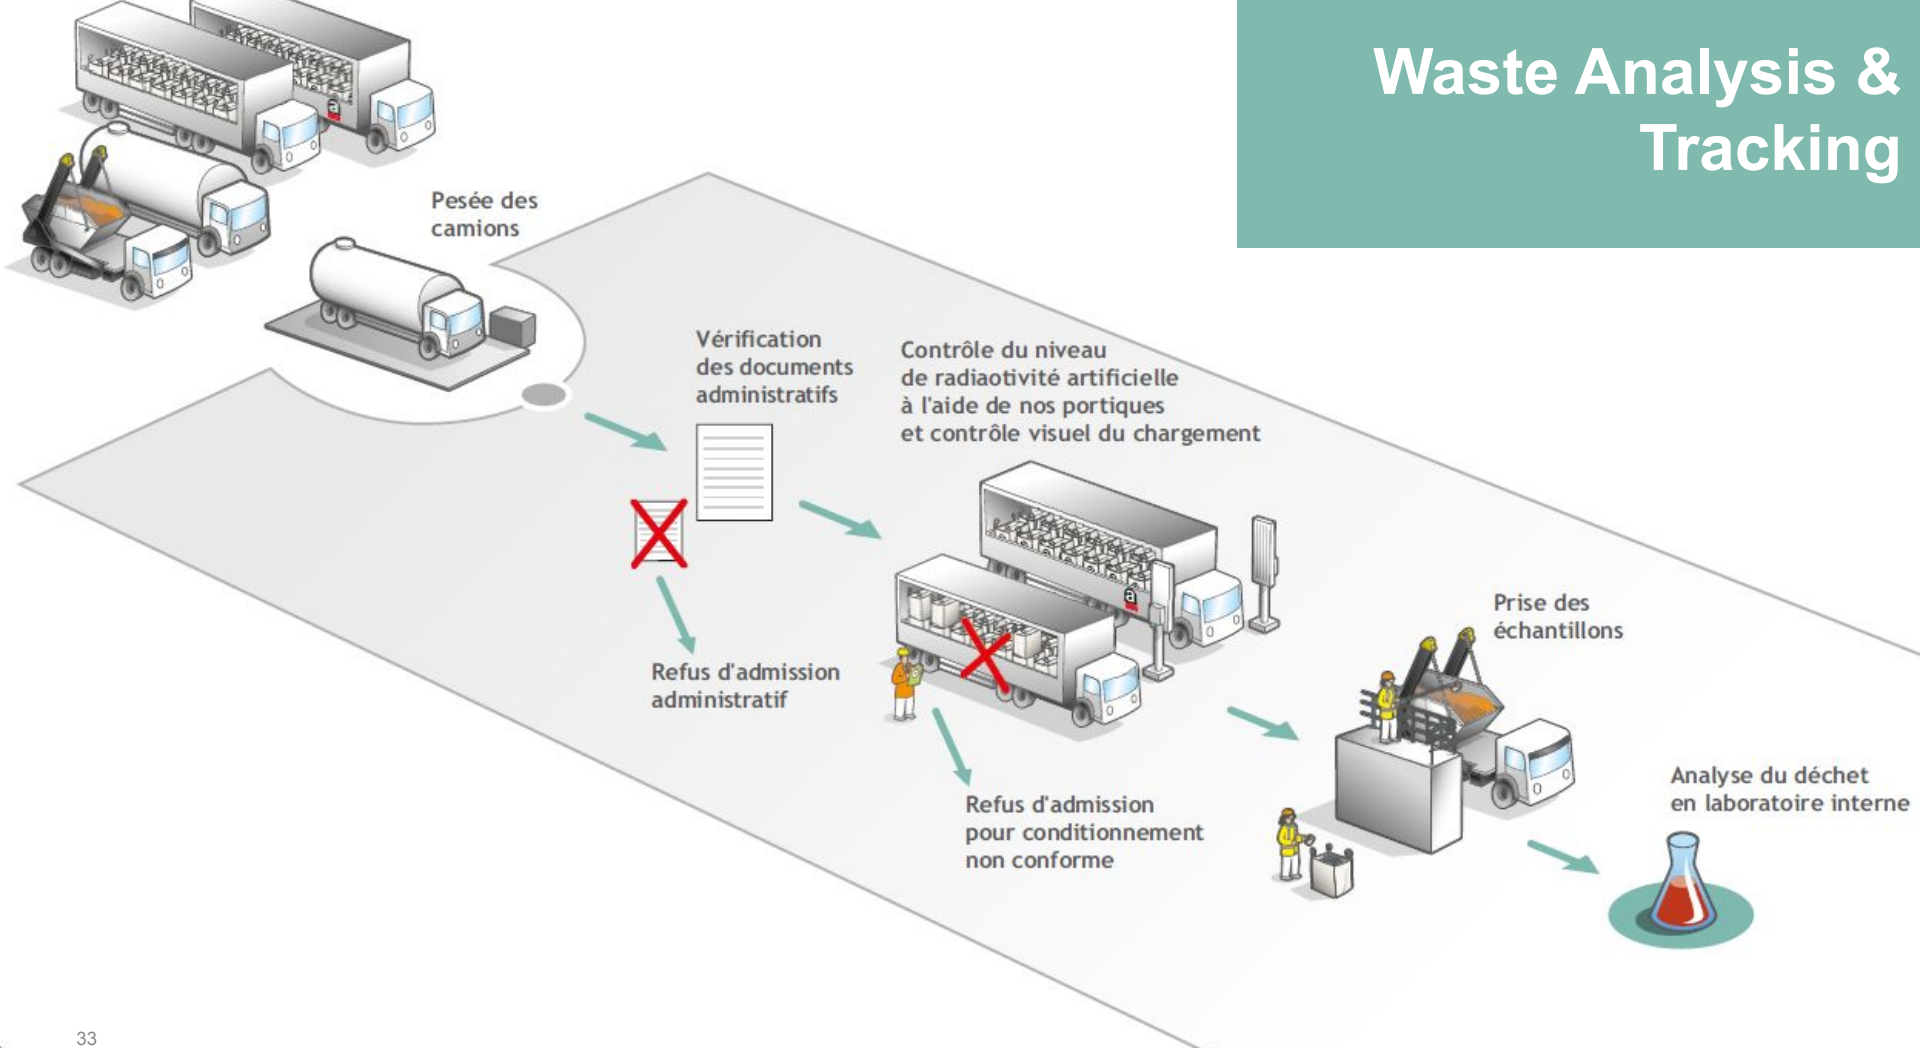 Waste Analysis &
Tracking
Pesée des
camions
Vérification
des documents
administratifs
Contrôle du niveau
de radiaotivité artificielle
à l'aide de nos portiques
et contrôle visuel du chargement
Refus d'admission
administratif
Prise des
échantillons
Refus d'admission
pour conditionnement
non conforme
Analyse du déchet
en laboratoire interne
a
a
33